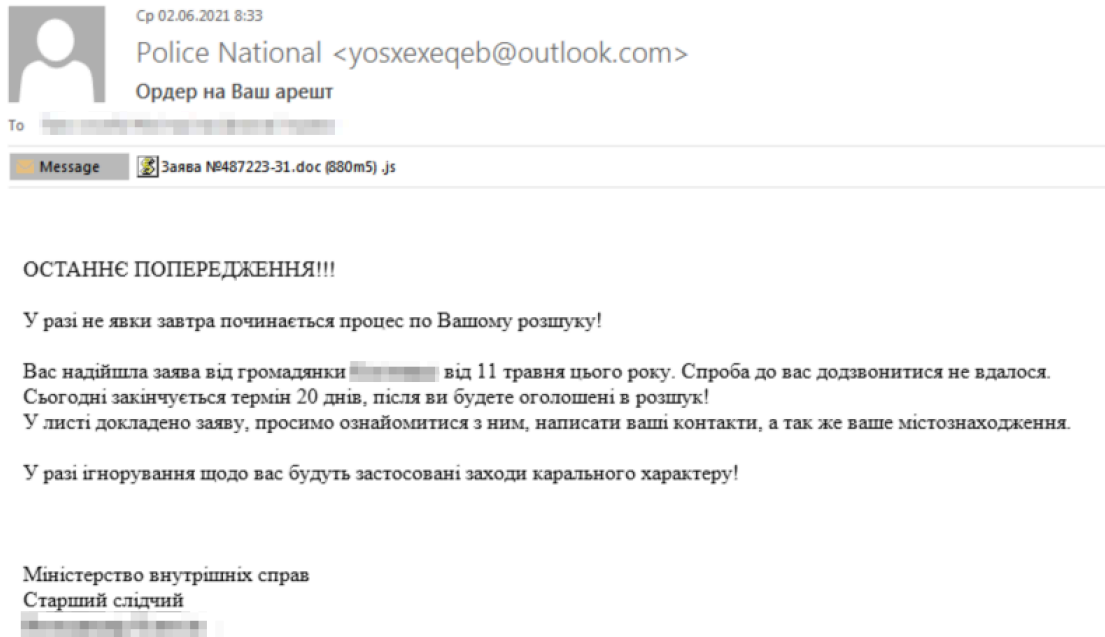 Ср 02.06.2021 8:33
Police National <yosxexeqeb@outlook.com>
Ордер на Ваш арешт
To
Message Заява №487223-31.doc (880m5) .js
ОСТАННЄ ПОПЕРЕДЖЕННЯ!!!
У разі не явки завтра починається процес по Вашому розшуку!
Вас надійшла заява від громадянки від 11 травня цього року. Спроба до вас додзвонитися не вдалося.
Сьогодні закінчується термін 20 днів, після ви будете оголошені в розшук!
У листі докладено заяву, просимо ознайомитися з ним, написати ваші контакти, а так же ваше містознаходження.
У разі ігнорування щодо вас будуть застосовані заходи карального характеру!
Міністерство внутрішніх справ
Старший слідчий